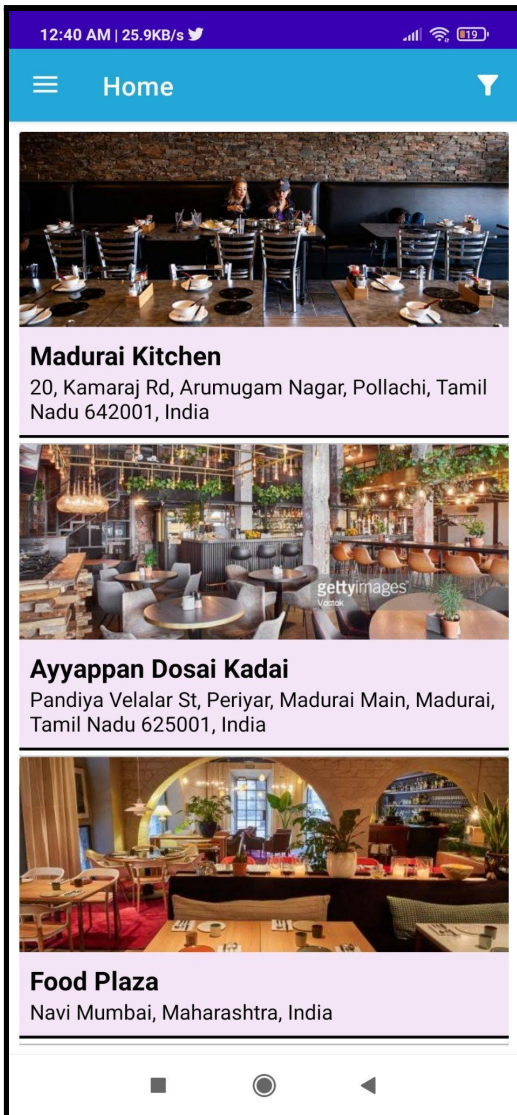 12:40 AM | 25.9KB/s
19
Home
Madurai Kitchen
20, Kamaraj Rd, Arumugam Nagar, Pollachi, Tamil
Nadu 642001, India
gettyimages
Vostok
Ayyappan Dosai Kadai
Pandiya Velalar St, Periyar, Madurai Main, Madurai,
Tamil Nadu 625001, India
Food Plaza
Navi Mumbai, Maharashtra, India